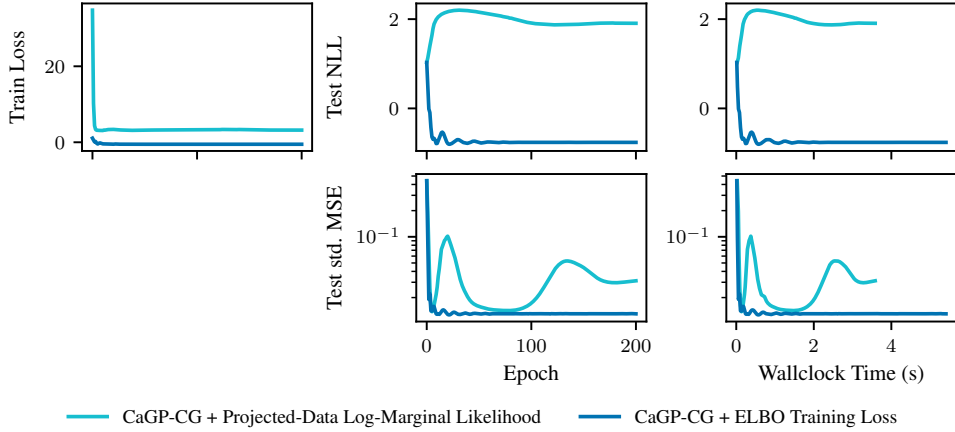 Train Loss
20
0
Test NLL
2
0
2
0
Test std. MSE
10⁻¹
0
100
200
Epoch
10⁻¹
0
2
4
Wallclock Time (s)
CaGP-CG + Projected-Data Log-Marginal Likelihood
CaGP-CG + ELBO Training Loss